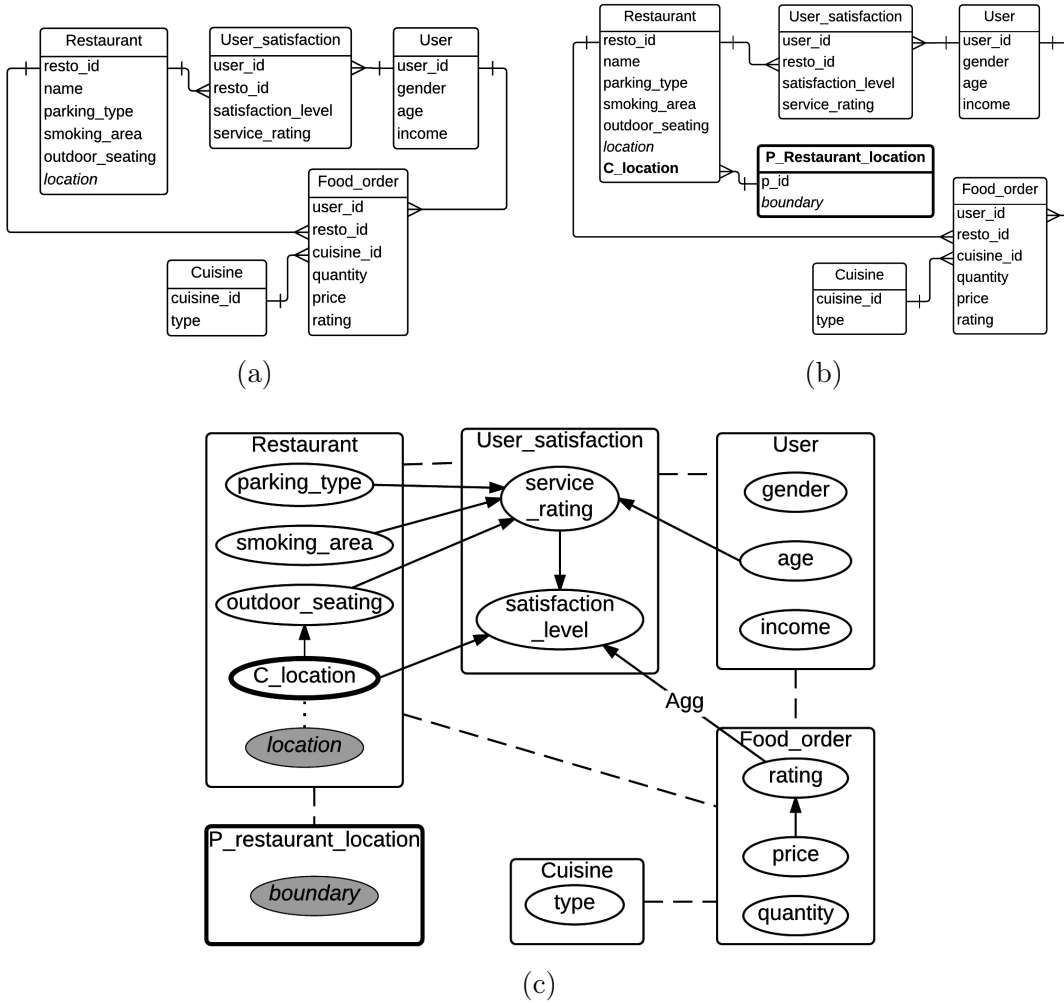 Restaurant
resto_id
name
parking_type
smoking_area
outdoor_seating
location
User_satisfaction
user_id
resto_id
satisfaction_level
service_rating
User
user_id
gender
age
income
Food_order
user_id
resto_id
cuisine_id
quantity
price
rating
Cuisine
cuisine_id
type
(a)
Restaurant
resto_id
name
parking_type
smoking_area
outdoor_seating
location
C_location
User_satisfaction
user_id
resto_id
satisfaction_level
service_rating
User
user_id
gender
age
income
P_Restaurant_location
p_id
boundary
Food_order
user_id
resto_id
cuisine_id
quantity
price
rating
Cuisine
cuisine_id
type
(b)
Restaurant
parking_type
smoking_area
outdoor_seating
C_location
location
User_satisfaction
service
_rating
satisfaction
_level
User
gender
age
income
Agg
Food_order
rating
price
quantity
P_restaurant_location
boundary
Cuisine
type
(c)